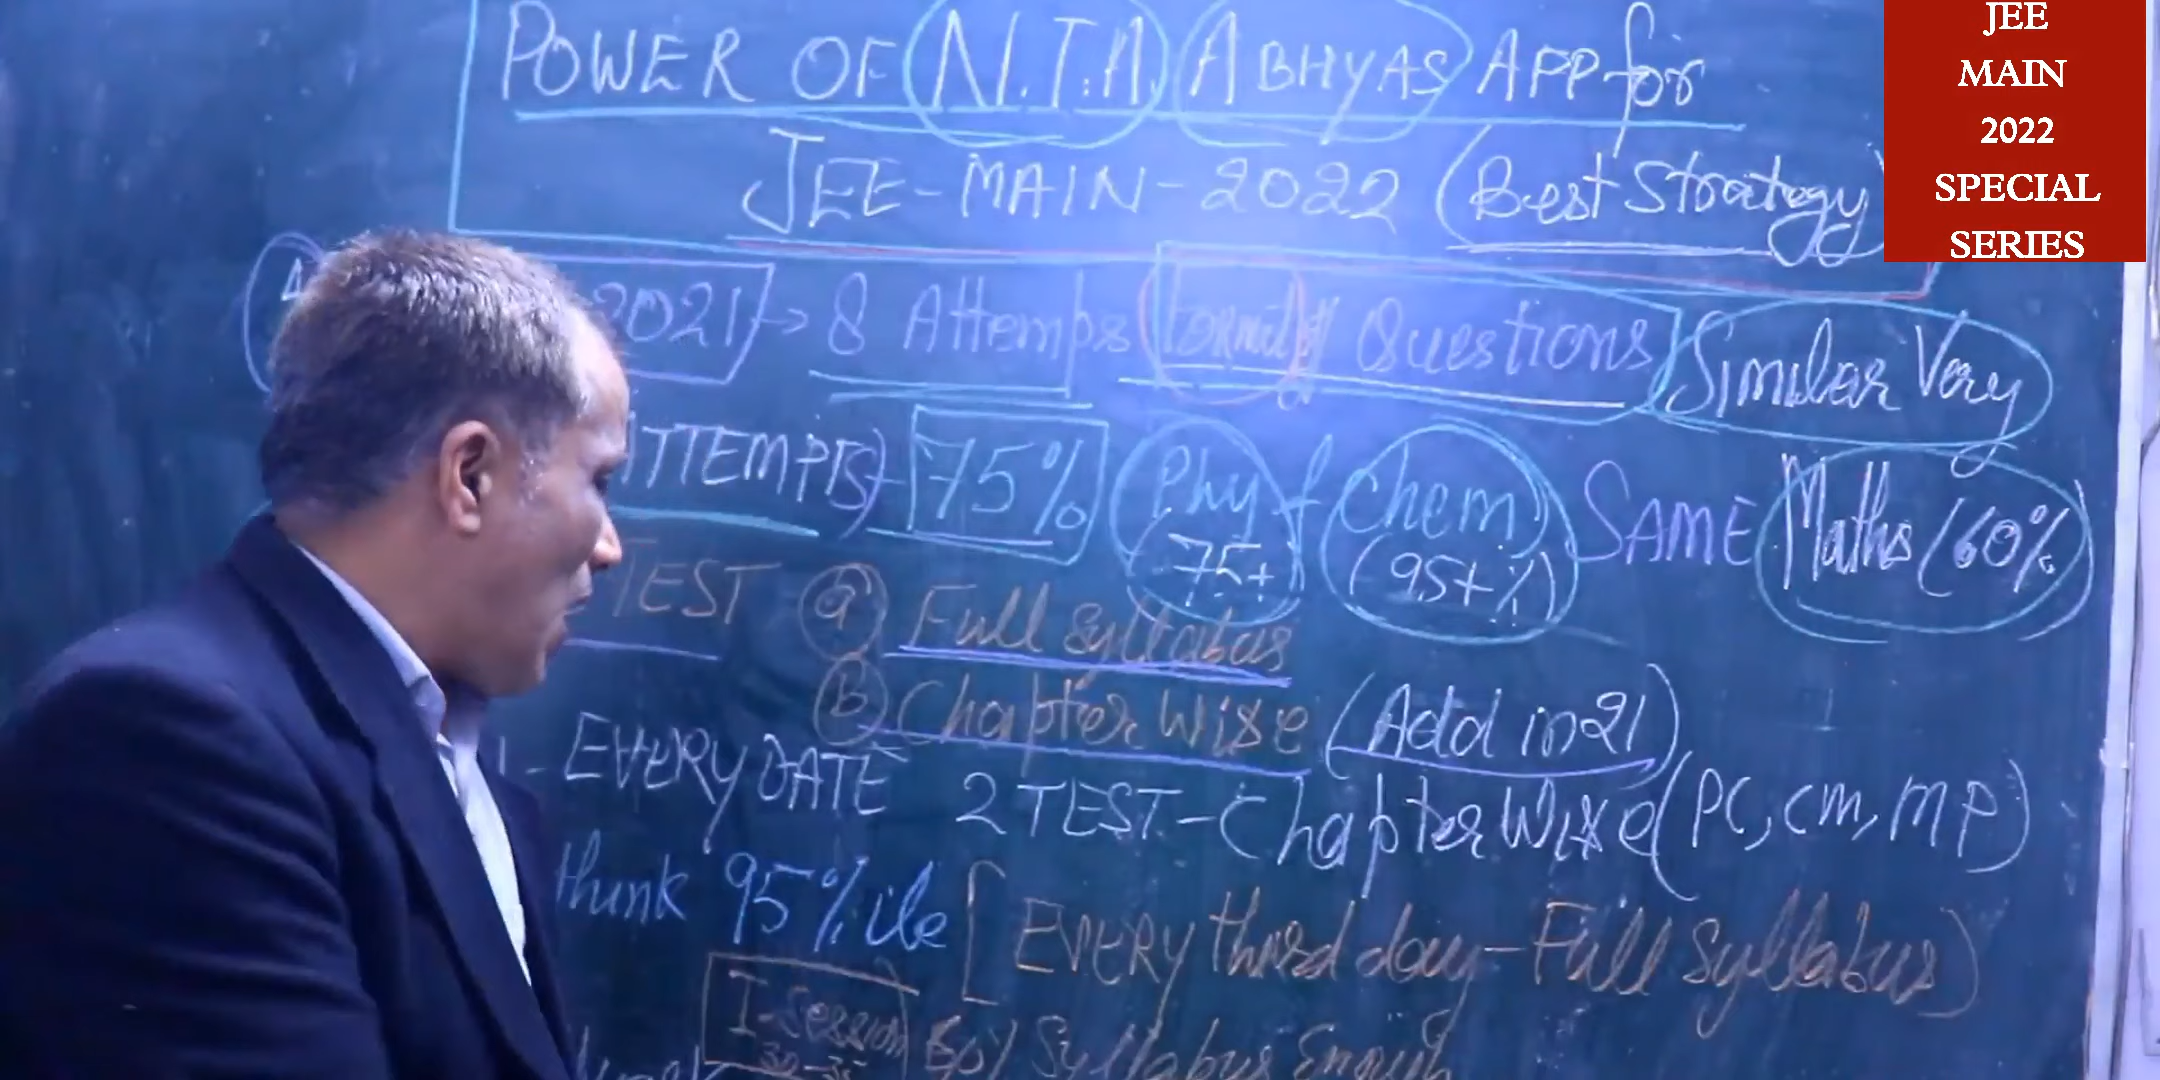 POWER OF N.T.A. ABHYAS APP for
JEE-MAIN-2022 (Best Strategy)
JEE
MAIN
2022
SPECIAL
SERIES
2021 → 8 Attemps Questions Similar Very
ATTEMPTS) 75% Phy + Chem SAME Maths (60%
75+ (95+%)
TEST (a) Full Syllabus
(B) Chapter Wise (Add in 21)
- EVERY DATE 2 TEST - Chapter Wise (PC, CM, MP)
think 95%ile [EVERY third day - Full Syllabus)
I-Session Syllabus Enough